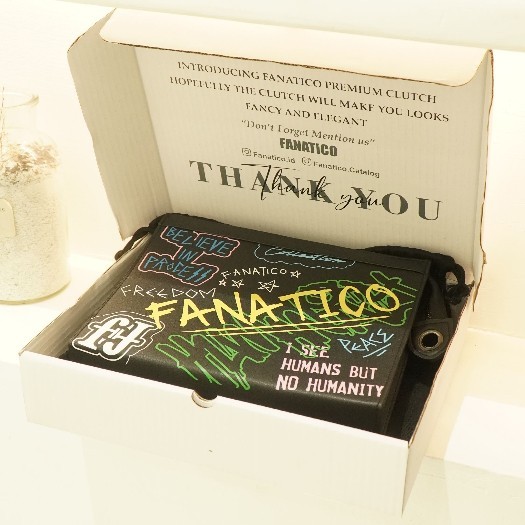 INTRODUCING FANATICO PREMIUM CLUTCH
HOPEFULLY THE CLUTCH WILL MAKE YOU LOOKS
FANCY AND ELEGANT
"Don't Forget Mention us"
FANATICO
Fanatico.id Fanatico.Catalog
THANK YOU
Thank you
BELIEVE
IN
PROCESS
Collection
FANATICO
FREEDOM
FANATICO
PEACE
I SEE
HUMANS BUT
NO HUMANITY